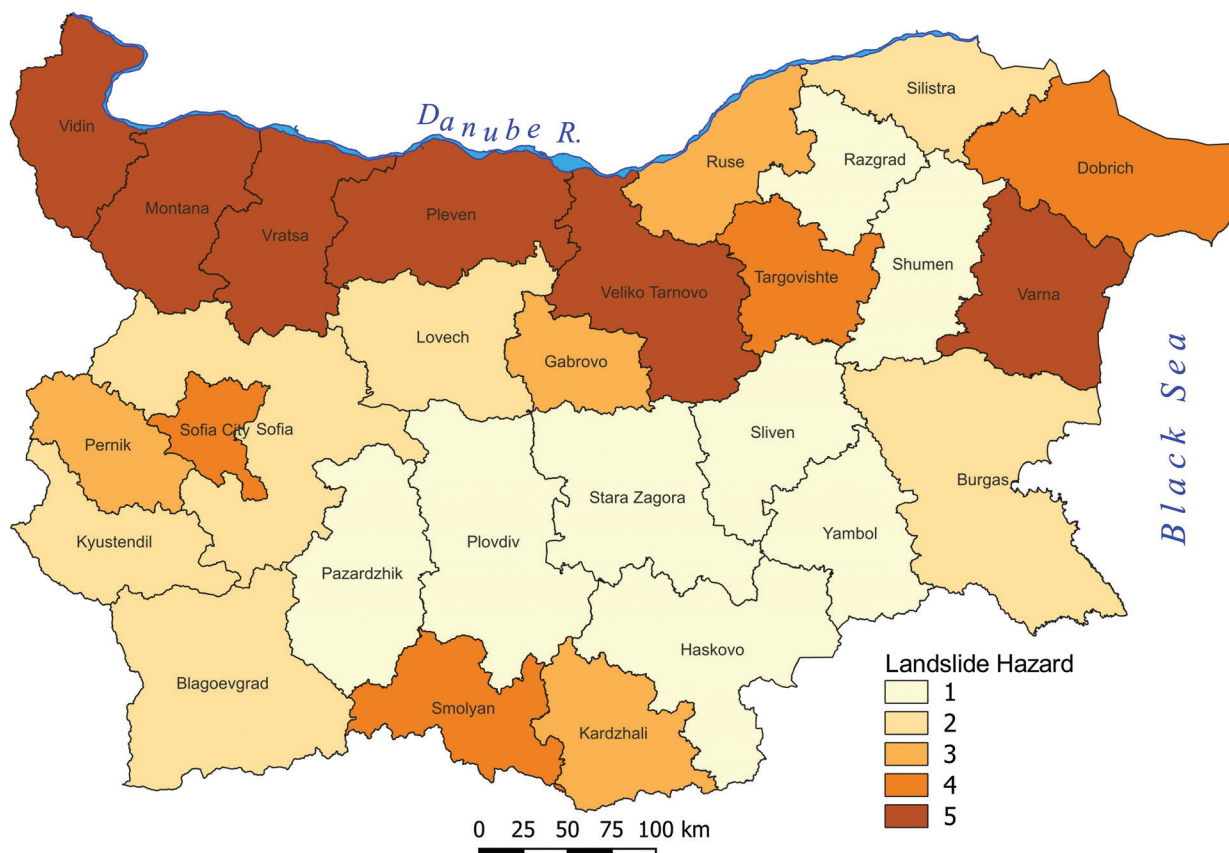 Vidin
Montana
Vratsa
Pleven
Danube R.
Veliko Tarnovo
Ruse
Silistra
Razgrad
Dobrich
Targovishte
Shumen
Varna
Lovech
Gabrovo
Pernik
Sofia City
Sofia
Kyustendil
Blagoevgrad
Pazardzhik
Plovdiv
Stara Zagora
Sliven
Yambol
Burgas
Black Sea
Haskovo
Smolyan
Kardzhali
Landslide Hazard
1
2
3
4
5
0 25 50 75 100 km